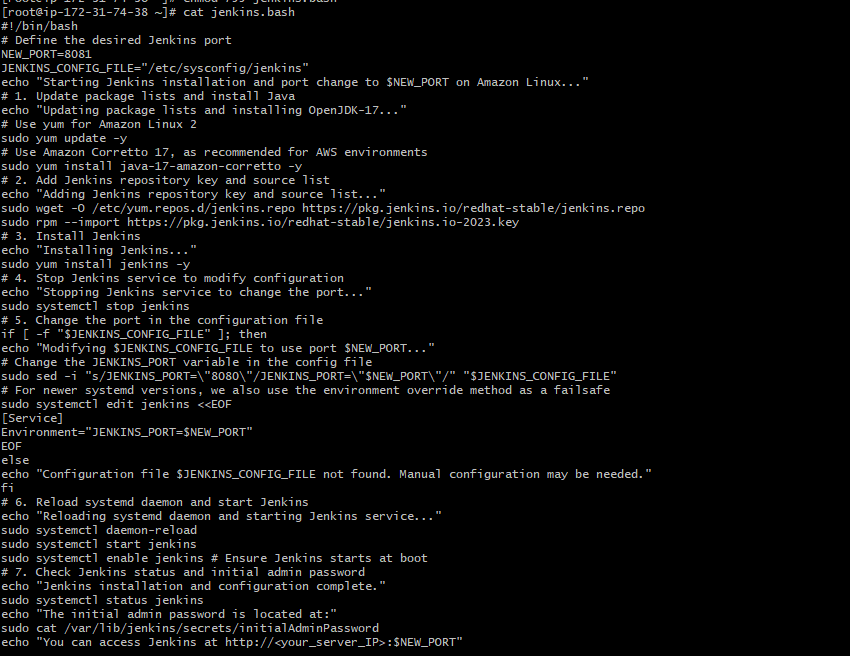 [root@ip-172-31-74-38 ~]# cat jenkins.bash
#!/bin/bash
# Define the desired Jenkins port
NEW_PORT=8081
JENKINS_CONFIG_FILE="/etc/sysconfig/jenkins"
echo "Starting Jenkins installation and port change to $NEW_PORT on Amazon Linux..."
# 1. Update package lists and install Java
echo "Updating package lists and installing OpenJDK-17..."
# Use yum for Amazon Linux 2
sudo yum update -y
# Use Amazon Corretto 17, as recommended for AWS environments
sudo yum install java-17-amazon-corretto -y
# 2. Add Jenkins repository key and source list
echo "Adding Jenkins repository key and source list..."
sudo wget -O /etc/yum.repos.d/jenkins.repo https://pkg.jenkins.io/redhat-stable/jenkins.repo
sudo rpm --import https://pkg.jenkins.io/redhat-stable/jenkins.io-2023.key
# 3. Install Jenkins
echo "Installing Jenkins..."
sudo yum install jenkins -y
# 4. Stop Jenkins service to modify configuration
echo "Stopping Jenkins service to change the port..."
sudo systemctl stop jenkins
# 5. Change the port in the configuration file
if [ -f "$JENKINS_CONFIG_FILE" ]; then
echo "Modifying $JENKINS_CONFIG_FILE to use port $NEW_PORT..."
# Change the JENKINS_PORT variable in the config file
sudo sed -i "s/JENKINS_PORT=\"8080\"/JENKINS_PORT=\"$NEW_PORT\"/" "$JENKINS_CONFIG_FILE"
# For newer systemd versions, we also use the environment override method as a failsafe
sudo systemctl edit jenkins <<EOF
[Service]
Environment="JENKINS_PORT=$NEW_PORT"
EOF
else
echo "Configuration file $JENKINS_CONFIG_FILE not found. Manual configuration may be needed."
fi
# 6. Reload systemd daemon and start Jenkins
echo "Reloading systemd daemon and starting Jenkins service..."
sudo systemctl daemon-reload
sudo systemctl start jenkins
sudo systemctl enable jenkins # Ensure Jenkins starts at boot
# 7. Check Jenkins status and initial admin password
echo "Jenkins installation and configuration complete."
sudo systemctl status jenkins
echo "The initial admin password is located at:"
sudo cat /var/lib/jenkins/secrets/initialAdminPassword
echo "You can access Jenkins at http://<your_server_IP>:$NEW_PORT"